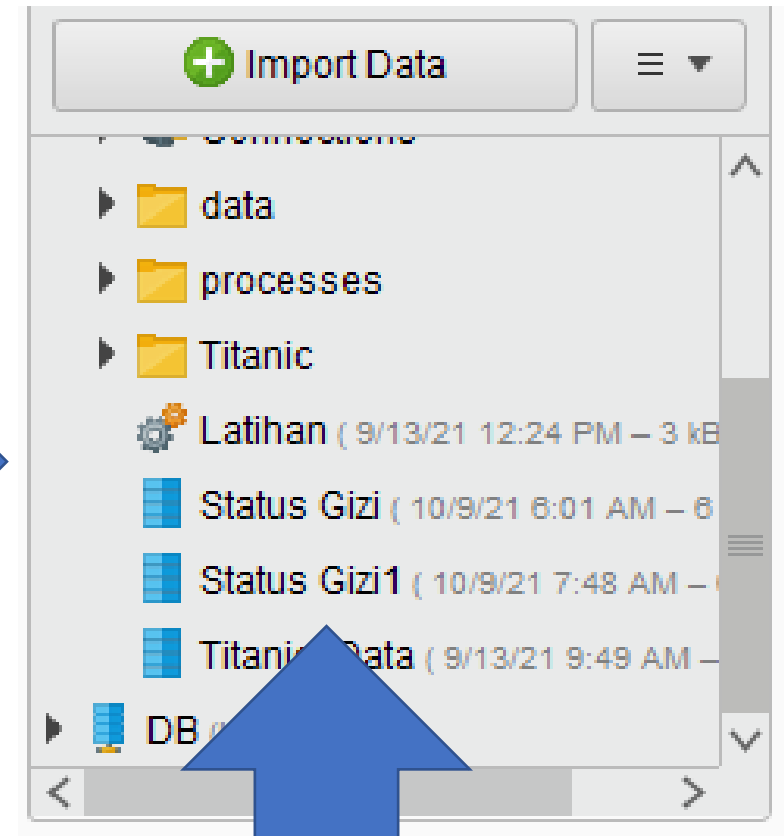 Import Data
data
processes
Titanic
Latihan ( 9/13/21 12:24 PM – 3 kB
Status Gizi ( 10/9/21 6:01 AM – 6
Status Gizi1 ( 10/9/21 7:48 AM –
Titanic Data ( 9/13/21 9:49 AM –
DB